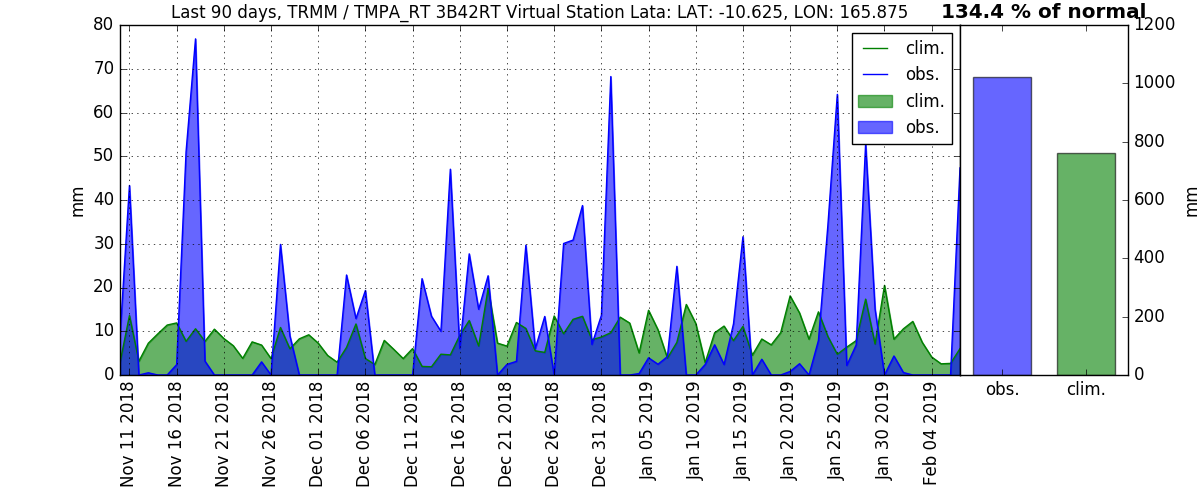 Last 90 days, TRMM / TMPA_RT 3B42RT Virtual Station Lata: LAT: -10.625, LON: 165.875
134.4 % of normal
80
70
60
50
40
30
20
10
0
mm
clim.
obs.
clim.
obs.
1200
1000
800
600
400
200
0
mm
Nov 11 2018
Nov 16 2018
Nov 21 2018
Nov 26 2018
Dec 01 2018
Dec 06 2018
Dec 11 2018
Dec 16 2018
Dec 21 2018
Dec 26 2018
Dec 31 2018
Jan 05 2019
Jan 10 2019
Jan 15 2019
Jan 20 2019
Jan 25 2019
Jan 30 2019
Feb 04 2019
obs.
clim.